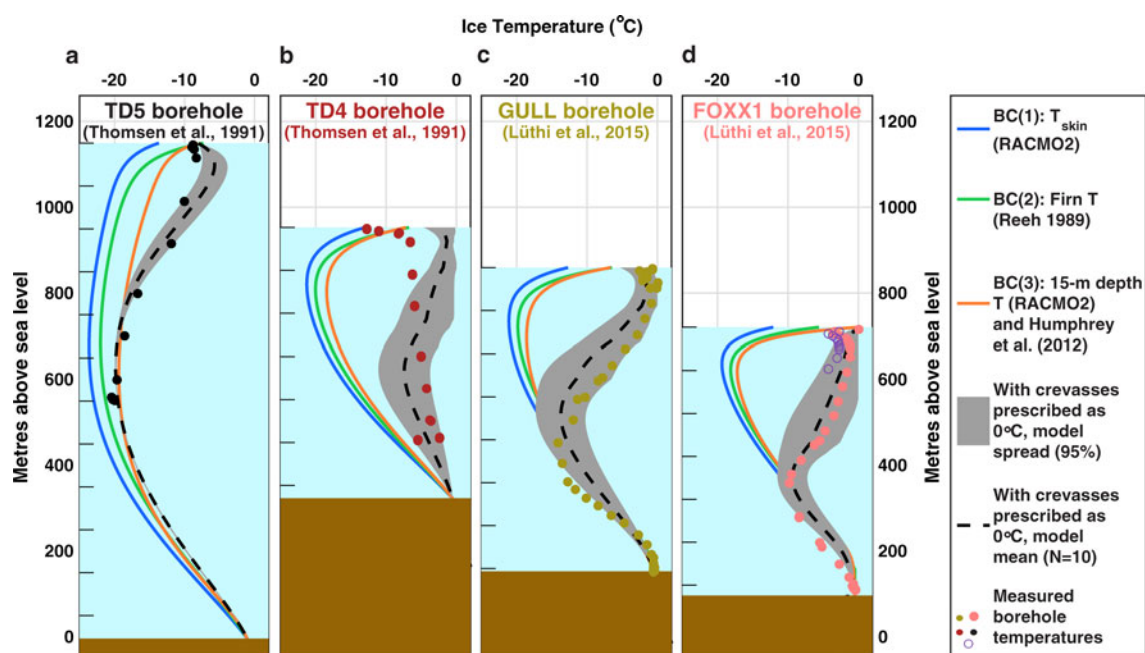 Ice Temperature (°C)
a b c d
-20 -10 0 -20 -10 0 -20 -10 0 -20 -10 0
TD5 borehole
(Thomsen et al., 1991)
TD4 borehole
(Thomsen et al., 1991)
GULL borehole
(Lüthi et al., 2015)
FOXX1 borehole
(Lüthi et al., 2015)
Metres above sea level
1200
1000
800
600
400
200
0
Metres above sea level
1200
1000
800
600
400
200
0
BC(1): T_skin
(RACMO2)
BC(2): Firn T
(Reeh 1989)
BC(3): 15-m depth
T (RACMO2)
and Humphrey
et al. (2012)
With crevasses
prescribed as
0°C, model
spread (95%)
With crevasses
prescribed as
0°C, model
mean (N=10)
Measured
borehole
temperatures